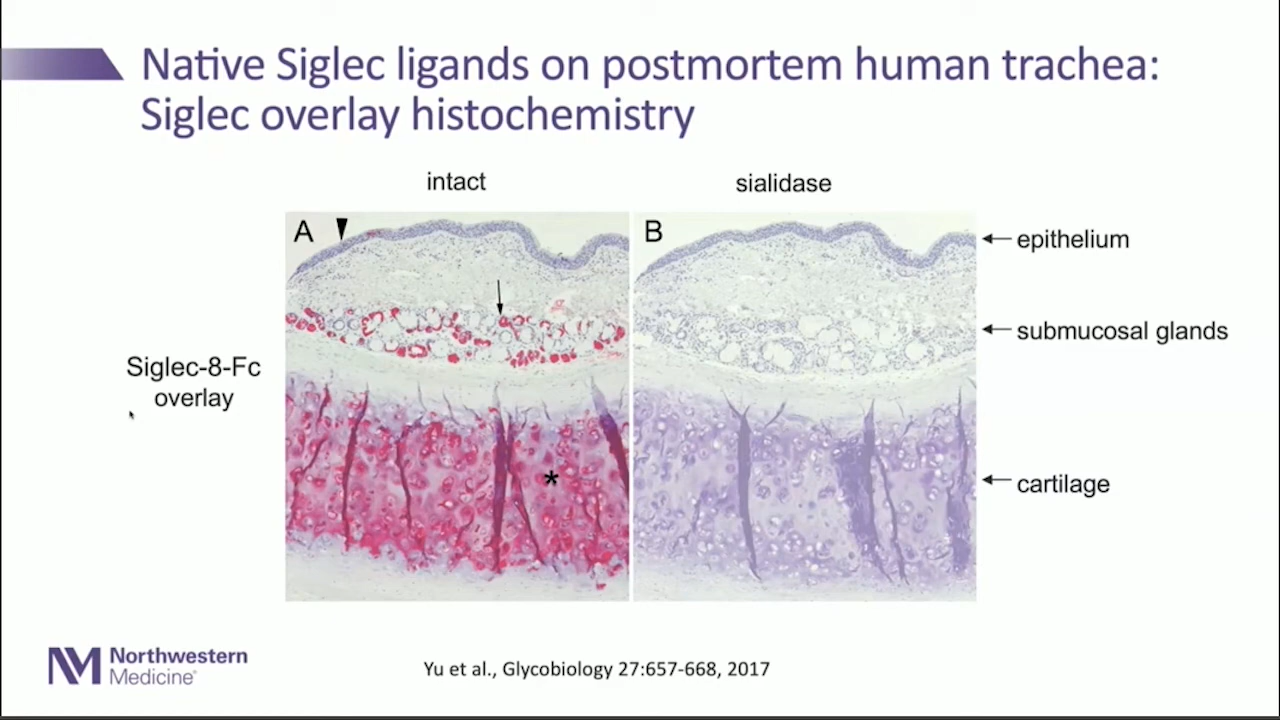 Native Siglec ligands on postmortem human trachea:
Siglec overlay histochemistry
intact
sialidase
A
B
epithelium
submucosal glands
Siglec-8-Fc
overlay
*
cartilage
Northwestern
Medicine®
Yu et al., Glycobiology 27:657-668, 2017